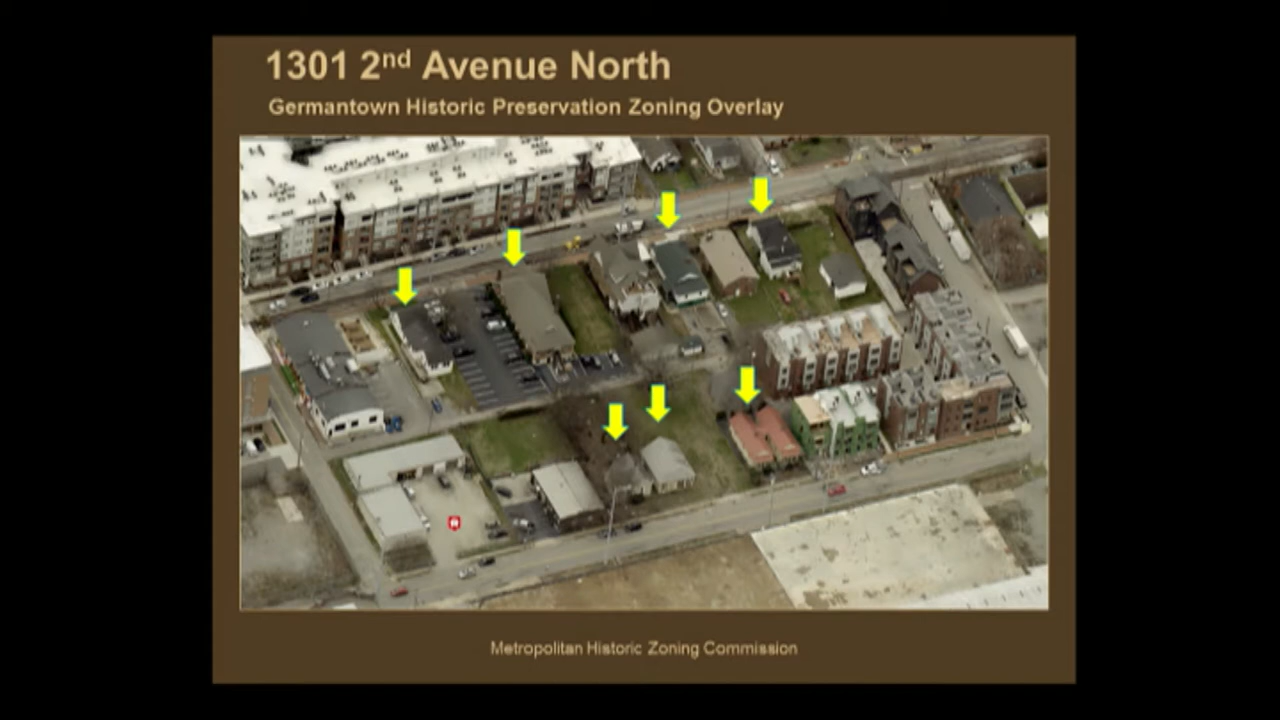 1301 2nd Avenue North
Germantown Historic Preservation Zoning Overlay
Metropolitan Historic Zoning Commission